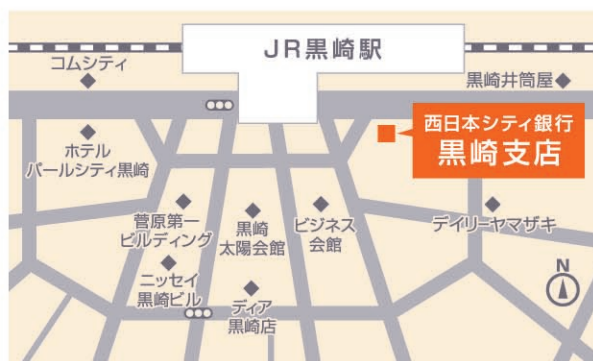 JR黒崎駅
コムシティ
黒崎井筒屋
西日本シティ銀行
黒崎支店
ホテル
パールシティ黒崎
菅原第一
ビルディング
黒崎
太陽会館
ビジネス
会館
デイリーヤマザキ
ニッセイ
黒崎ビル
ディア
黒崎店
N